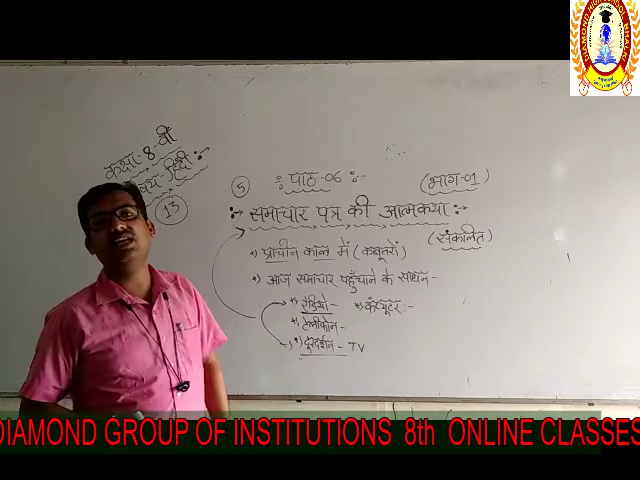 कक्षा-8 वीं
विषय-हिंदी
13
5
पाठ-06
(भाग-01)
समाचार पत्र की आत्मकथा
(संकलित)
* प्राचीन काल में (कबूतरों)
* आज समाचार पहुँचाने के साधन-
* रेडियो-
* कंप्यूटर:-
* टेलीफोन-
* दूरदर्शन - TV
DIAMOND GROUP OF INSTITUTIONS 8th ONLINE CLASSES